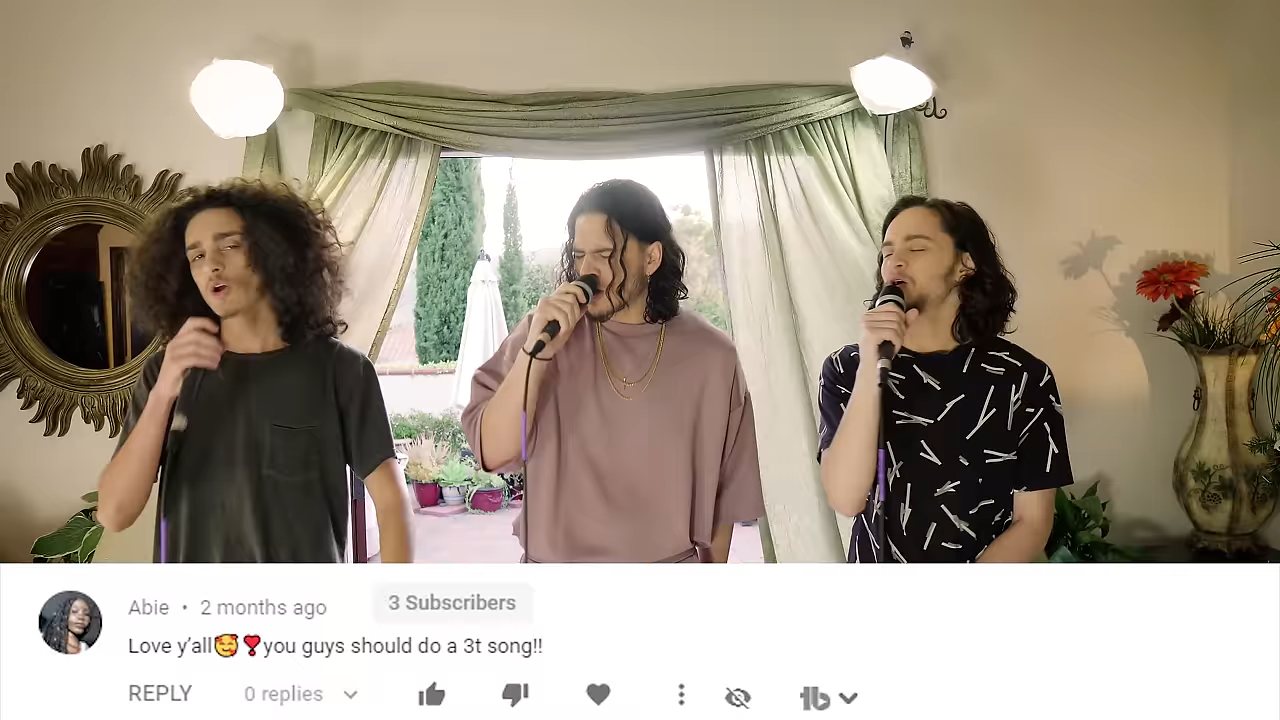 Abie • 2 months ago 3 Subscribers
Love y'all🥰❣you guys should do a 3t song!!
REPLY 0 replies